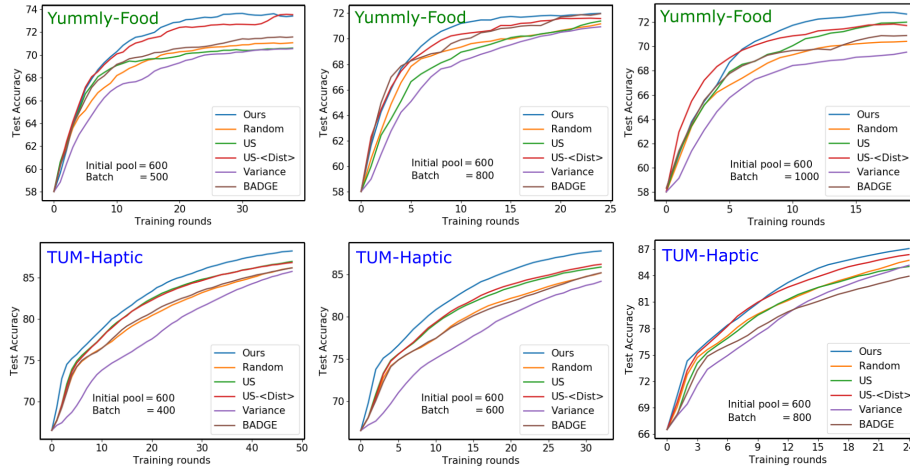 Yummly-Food
Test Accuracy
74
72
70
68
66
64
62
60
58
Ours
Random
US
US-<Dist>
Variance
BADGE
Initial pool = 600
Batch = 500
0
10
20
30
Training rounds
Yummly-Food
Test Accuracy
72
70
68
66
64
62
60
58
Ours
Random
US
US-<Dist>
Variance
BADGE
Initial pool = 600
Batch = 800
0
5
10
15
20
25
Training rounds
Yummly-Food
Test Accuracy
72
70
68
66
64
62
60
58
Ours
Random
US
US-<Dist>
Variance
BADGE
Initial pool = 600
Batch = 1000
0
5
10
15
Training rounds
TUM-Haptic
Test Accuracy
85
80
75
70
Ours
Random
US
US-<Dist>
Variance
BADGE
Initial pool = 600
Batch = 400
0
10
20
30
40
50
Training rounds
TUM-Haptic
Test Accuracy
85
80
75
70
Ours
Random
US
US-<Dist>
Variance
BADGE
Initial pool = 600
Batch = 600
0
5
10
15
20
25
30
Training rounds
TUM-Haptic
Test Accuracy
87
84
81
78
75
72
69
66
Ours
Random
US
US-<Dist>
Variance
BADGE
Initial pool = 600
Batch = 800
0
3
6
9
12
15
18
21
24
Training rounds